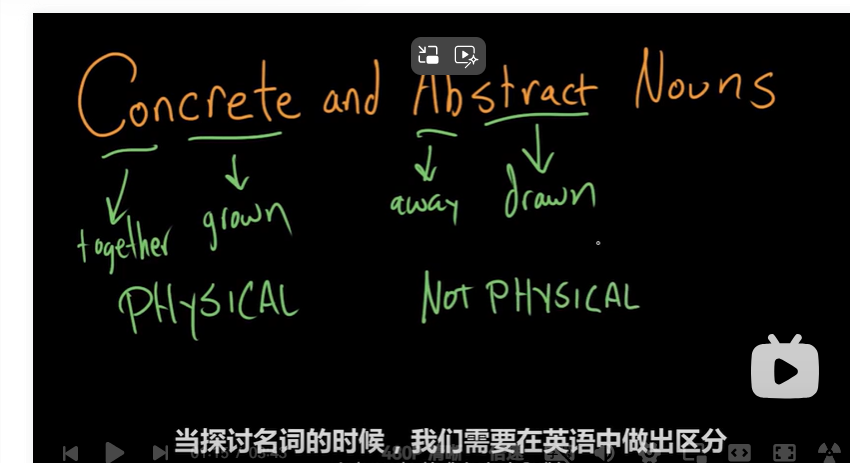 Concrete and Abstract Nouns
together grown away drawn
PHYSICAL NOT PHYSICAL
当探讨名词的时候，我们需要在英语中做出区分